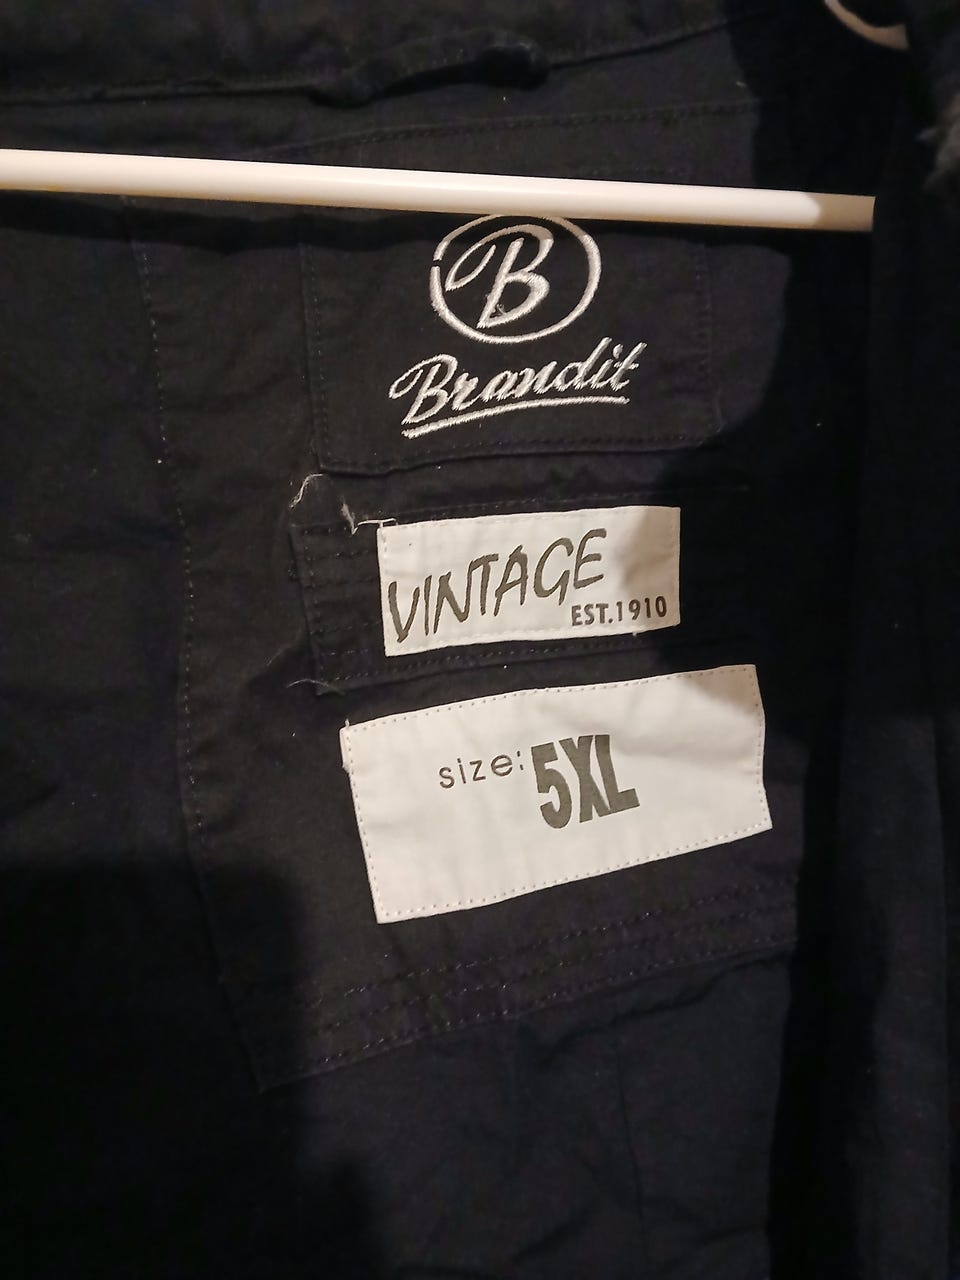 B
Brandit
VINTAGE
EST.1910
size: 5XL